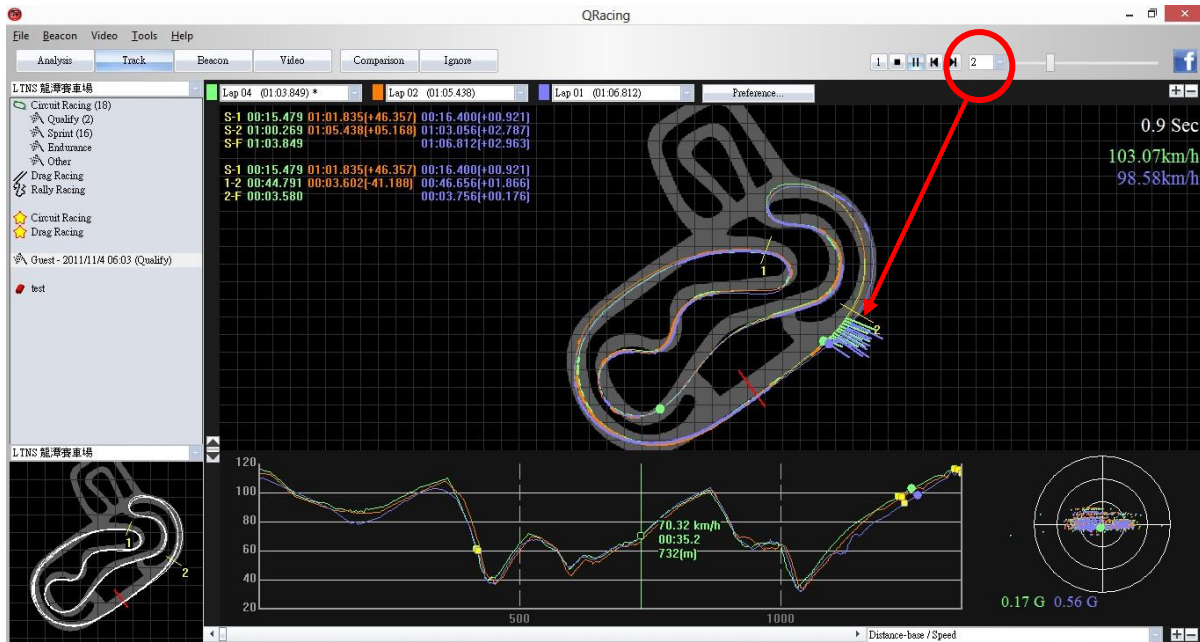 QRacing
File Beacon Video Tools Help
Analysis Track Beacon Video Comparison Ignore 1 2
LTNS 龍潭賽車場
Lap 04 (01:03.849) * Lap 02 (01:05.438) Lap 01 (01:06.812) Preference...
Circuit Racing (18)
Qualify (2)
Sprint (16)
Endurance
Other
Drag Racing
Rally Racing
Circuit Racing
Drag Racing
Guest - 2011/11/4 06:03 (Qualify)
test
S-1 00:15.479 01:01.835[+46.357] 00:16.400[+00.921]
S-2 01:00.269 01:05.438[+05.168] 01:03.056[+02.787]
S-F 01:03.849 01:06.812[+02.963]
S-1 00:15.479 01:01.835[+46.357] 00:16.400[+00.921]
1-2 00:44.791 00:03.602[-41.188] 00:46.656[+01.866]
2-F 00:03.580 00:03.756[+00.176]
0.9 Sec
103.07km/h
98.58km/h
1
2
LTNS 龍潭賽車場
1
2
120
100
80
60
40
20
70.32 km/h
00:35.2
732[m]
500 1000
0.17 G 0.56 G
Distance-base / Speed